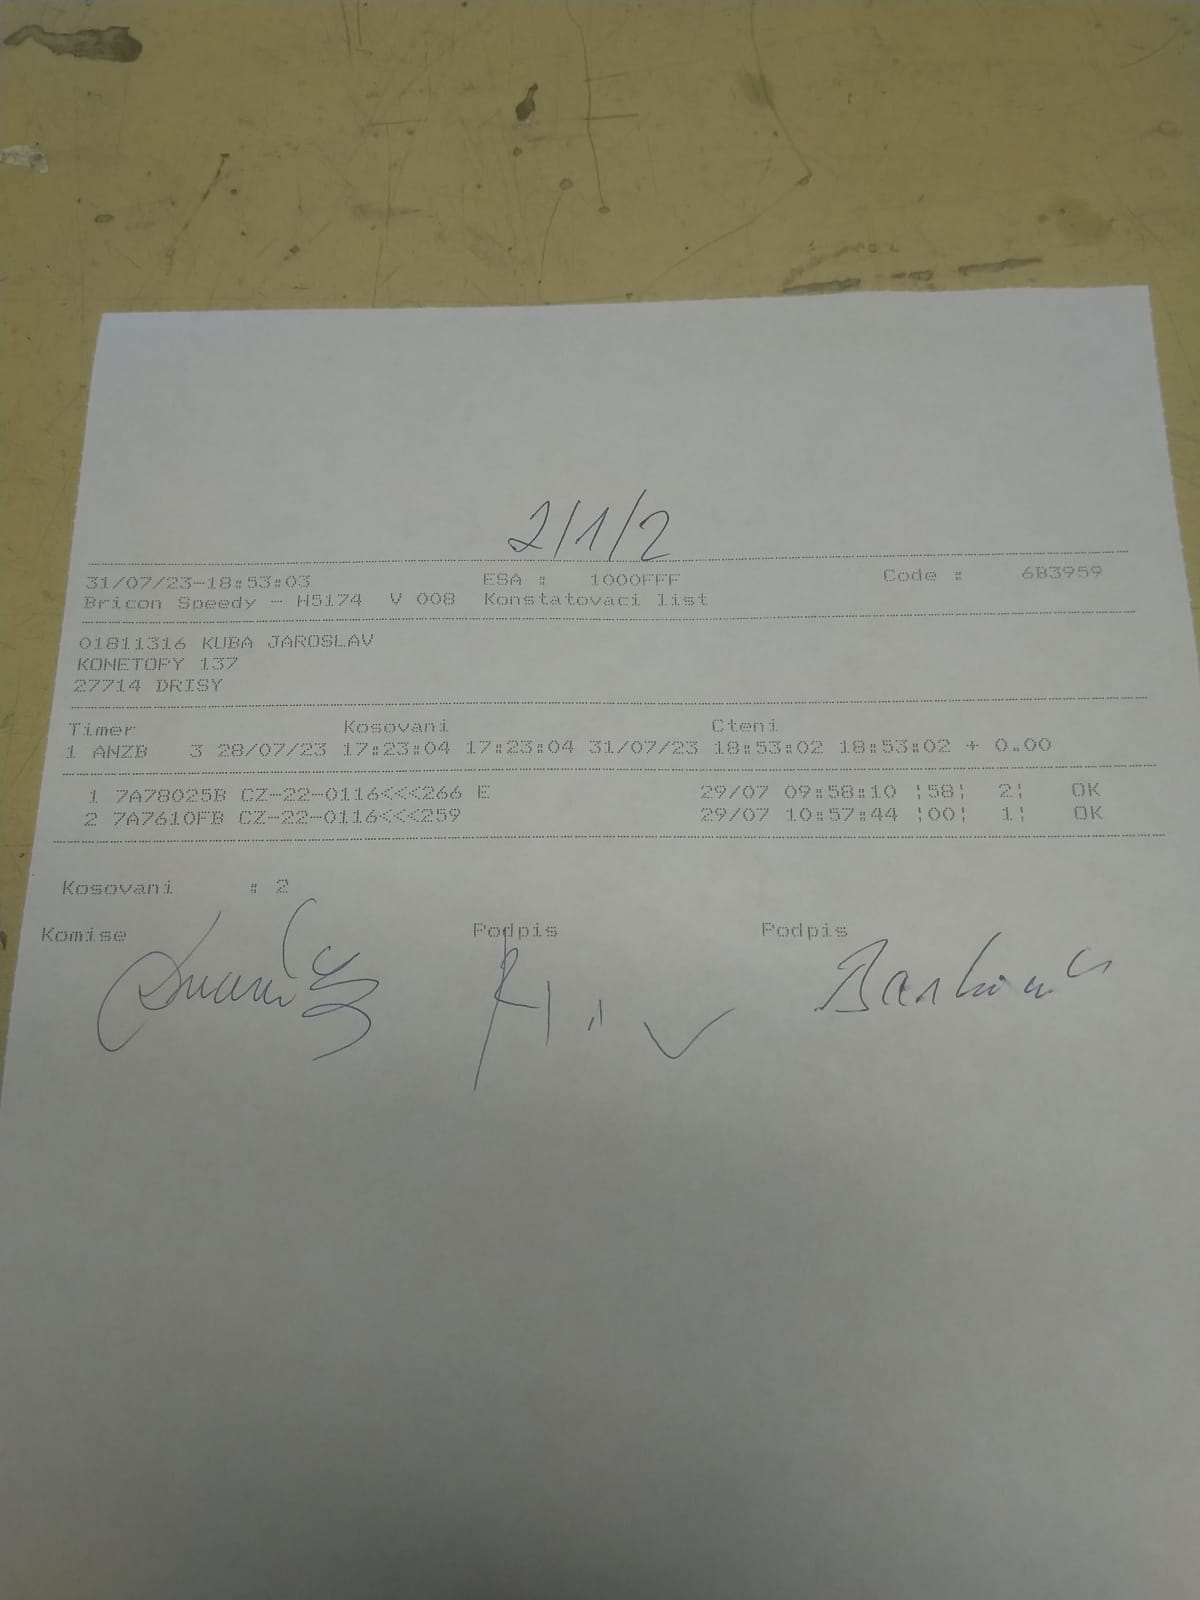 2/1/2
31/07/23-18:53:03 ESA : 1000FFF Code : 6B3959
Bricon Speedy - H5174 V 008 Konstatovaci list
01811316 KUBA JAROSLAV
KONETOPY 137
27714 DRISY
Timer Kosovani Cteni
1 ANZB 3 28/07/23 17:23:04 17:23:04 31/07/23 18:53:02 18:53:02 + 0.00
1 7A78025B CZ-22-0116<<<266 E 29/07 09:58:10 ¦58¦ 2¦ OK
2 7A7610FB CZ-22-0116<<<259 29/07 10:57:44 ¦00¦ 1¦ OK
Kosovani : 2
Komise Podpis Podpis